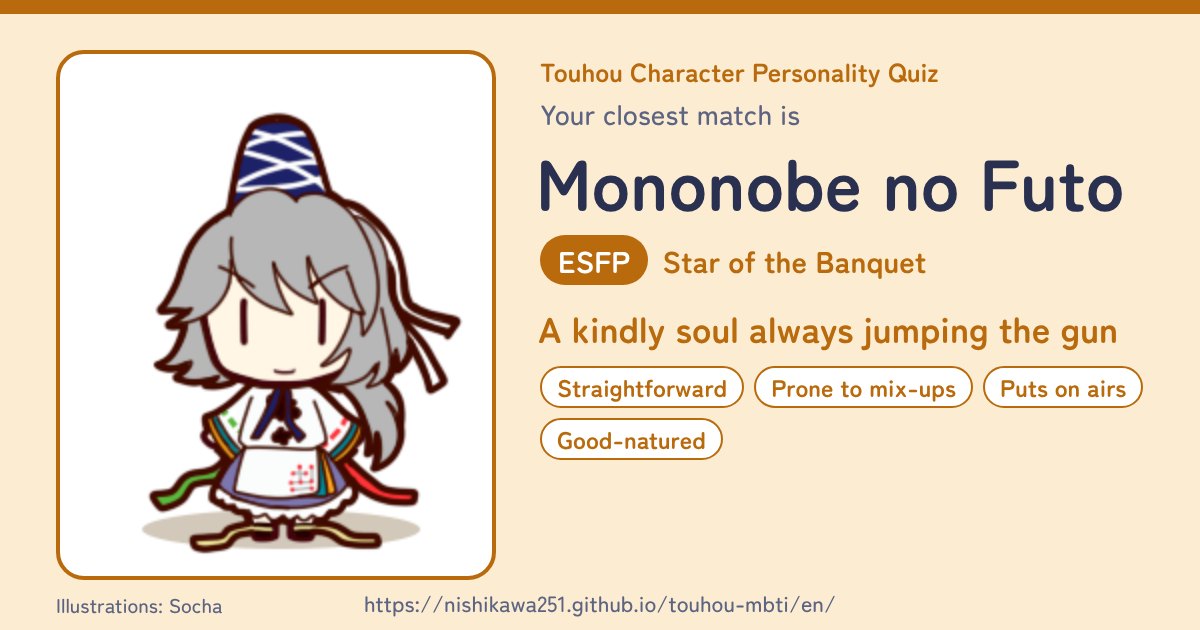 Touhou Character Personality Quiz
Your closest match is
Mononobe no Futo
ESFP Star of the Banquet
A kindly soul always jumping the gun
Straightforward Prone to mix-ups Puts on airs
Good-natured
Illustrations: Socha https://nishikawa251.github.io/touhou-mbti/en/